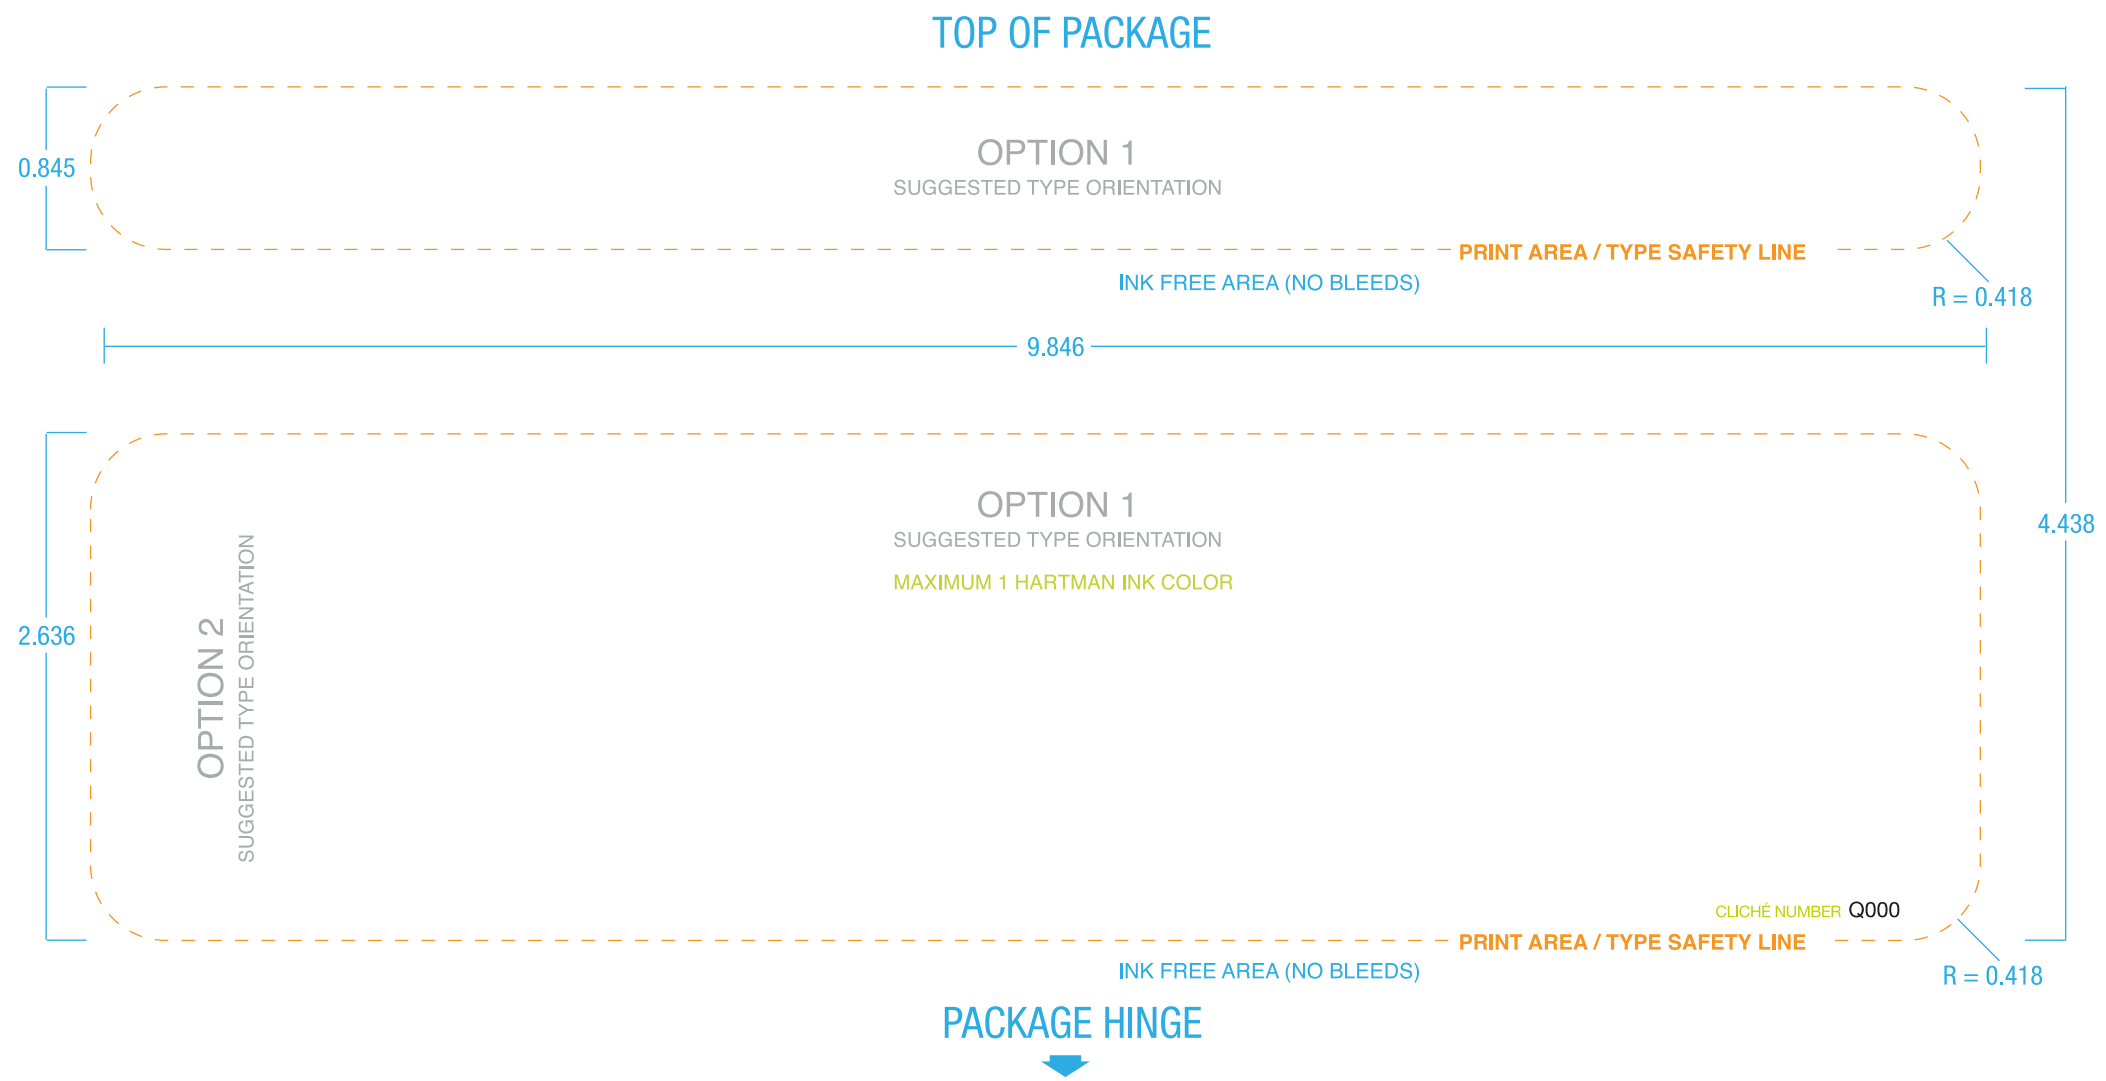 TOP OF PACKAGE
OPTION 1
0.845
SUGGESTED TYPE ORIENTATION
PRINT AREA / TYPE SAFETY LINE
INK FREE AREA (NO BLEEDS)
R = 0.418
9.846
OPTION 1
4.438
SUGGESTED TYPE ORIENTATION
MAXIMUM 1 HARTMAN INK COLOR
2.636
OPTION 2
SUGGESTED TYPE ORIENTATION
CLICHÉ NUMBER Q000
PRINT AREA / TYPE SAFETY LINE
INK FREE AREA (NO BLEEDS)
R = 0.418
PACKAGE HINGE